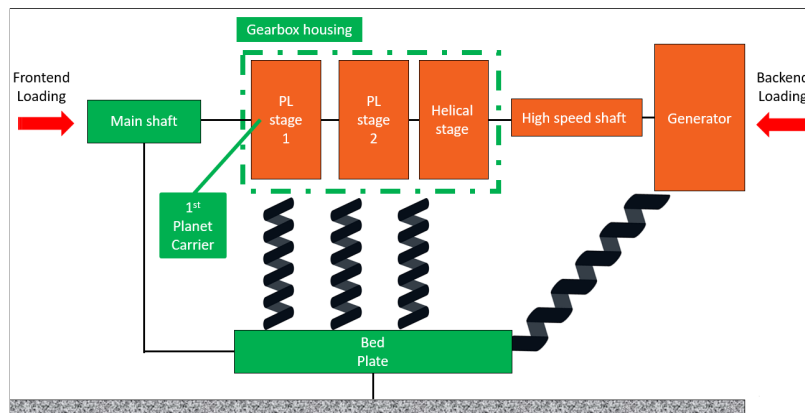 Gearbox housing
Frontend
Loading
Main shaft
PL
stage
1
PL
stage
2
Helical
stage
High speed shaft
Generator
Backend
Loading
1st
Planet
Carrier
Bed
Plate